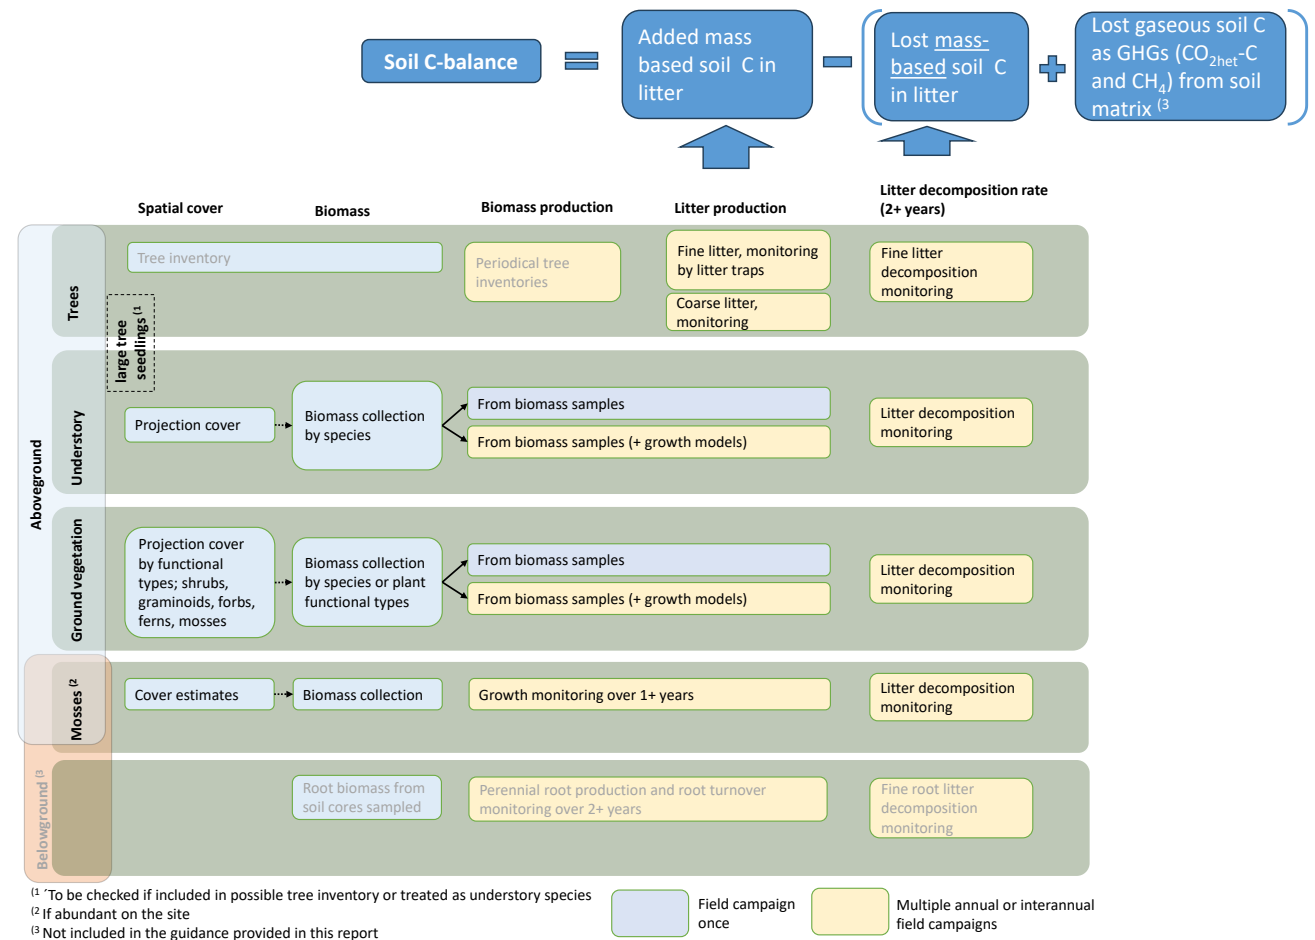 Soil C-balance
Added mass
based soil C in
litter
Lost mass-
based soil C
in litter
Lost gaseous soil C
as GHGs (CO2het-C
and CH4) from soil
matrix (3
Spatial cover
Biomass
Biomass production
Litter production
Litter decomposition rate
(2+ years)
Aboveground
Trees
Tree inventory
Periodical tree
inventories
Fine litter, monitoring
by litter traps
Coarse litter,
monitoring
Fine litter
decomposition
monitoring
large tree
seedlings (1
Understory
Projection cover
Biomass collection
by species
From biomass samples
From biomass samples (+ growth models)
Litter decomposition
monitoring
Ground vegetation
Projection cover
by functional
types; shrubs,
graminoids, forbs,
ferns, mosses
Biomass collection
by species or plant
functional types
From biomass samples
From biomass samples (+ growth models)
Litter decomposition
monitoring
Mosses (2
Cover estimates
Biomass collection
Growth monitoring over 1+ years
Litter decomposition
monitoring
Belowground (3
Root biomass from
soil cores sampled
Perennial root production and root turnover
monitoring over 2+ years
Fine root litter
decomposition
monitoring
(1 ´To be checked if included in possible tree inventory or treated as understory species
(2 If abundant on the site
(3 Not included in the guidance provided in this report
Field campaign
once
Multiple annual or interannual
field campaigns